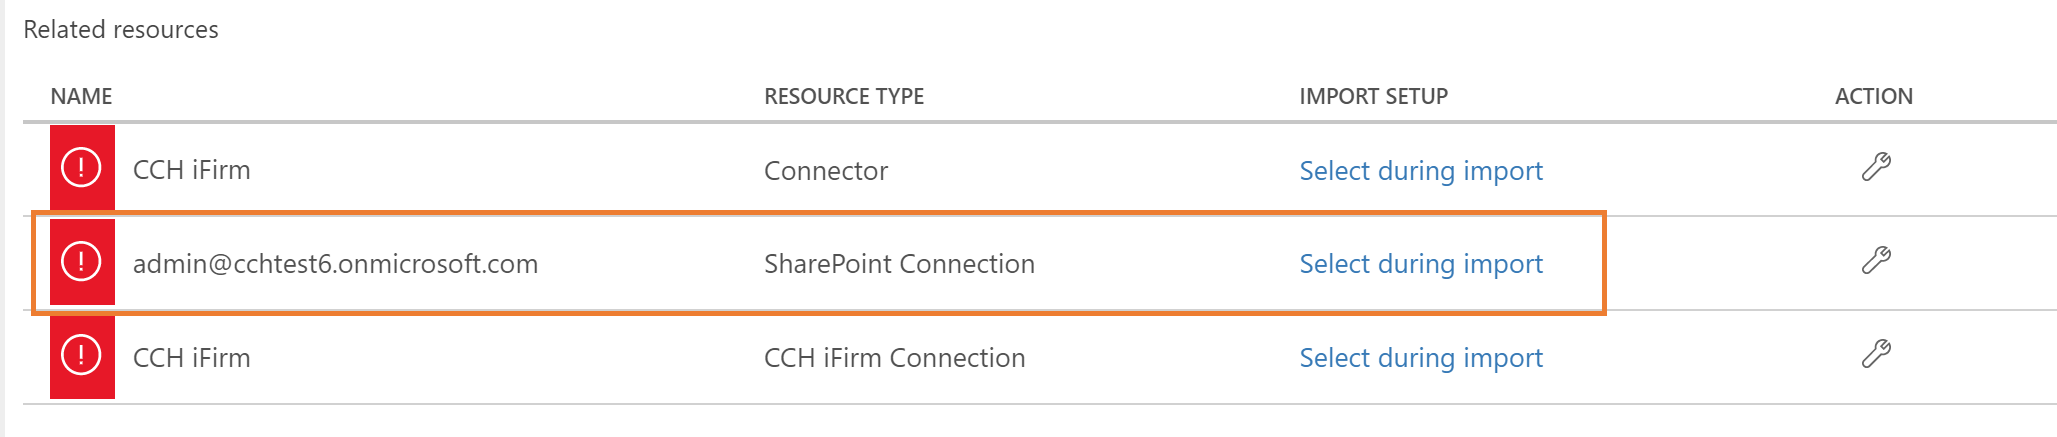 Related resources
NAME RESOURCE TYPE IMPORT SETUP ACTION
CCH iFirm Connector Select during import
admin@cchtest6.onmicrosoft.com SharePoint Connection Select during import
CCH iFirm CCH iFirm Connection Select during import